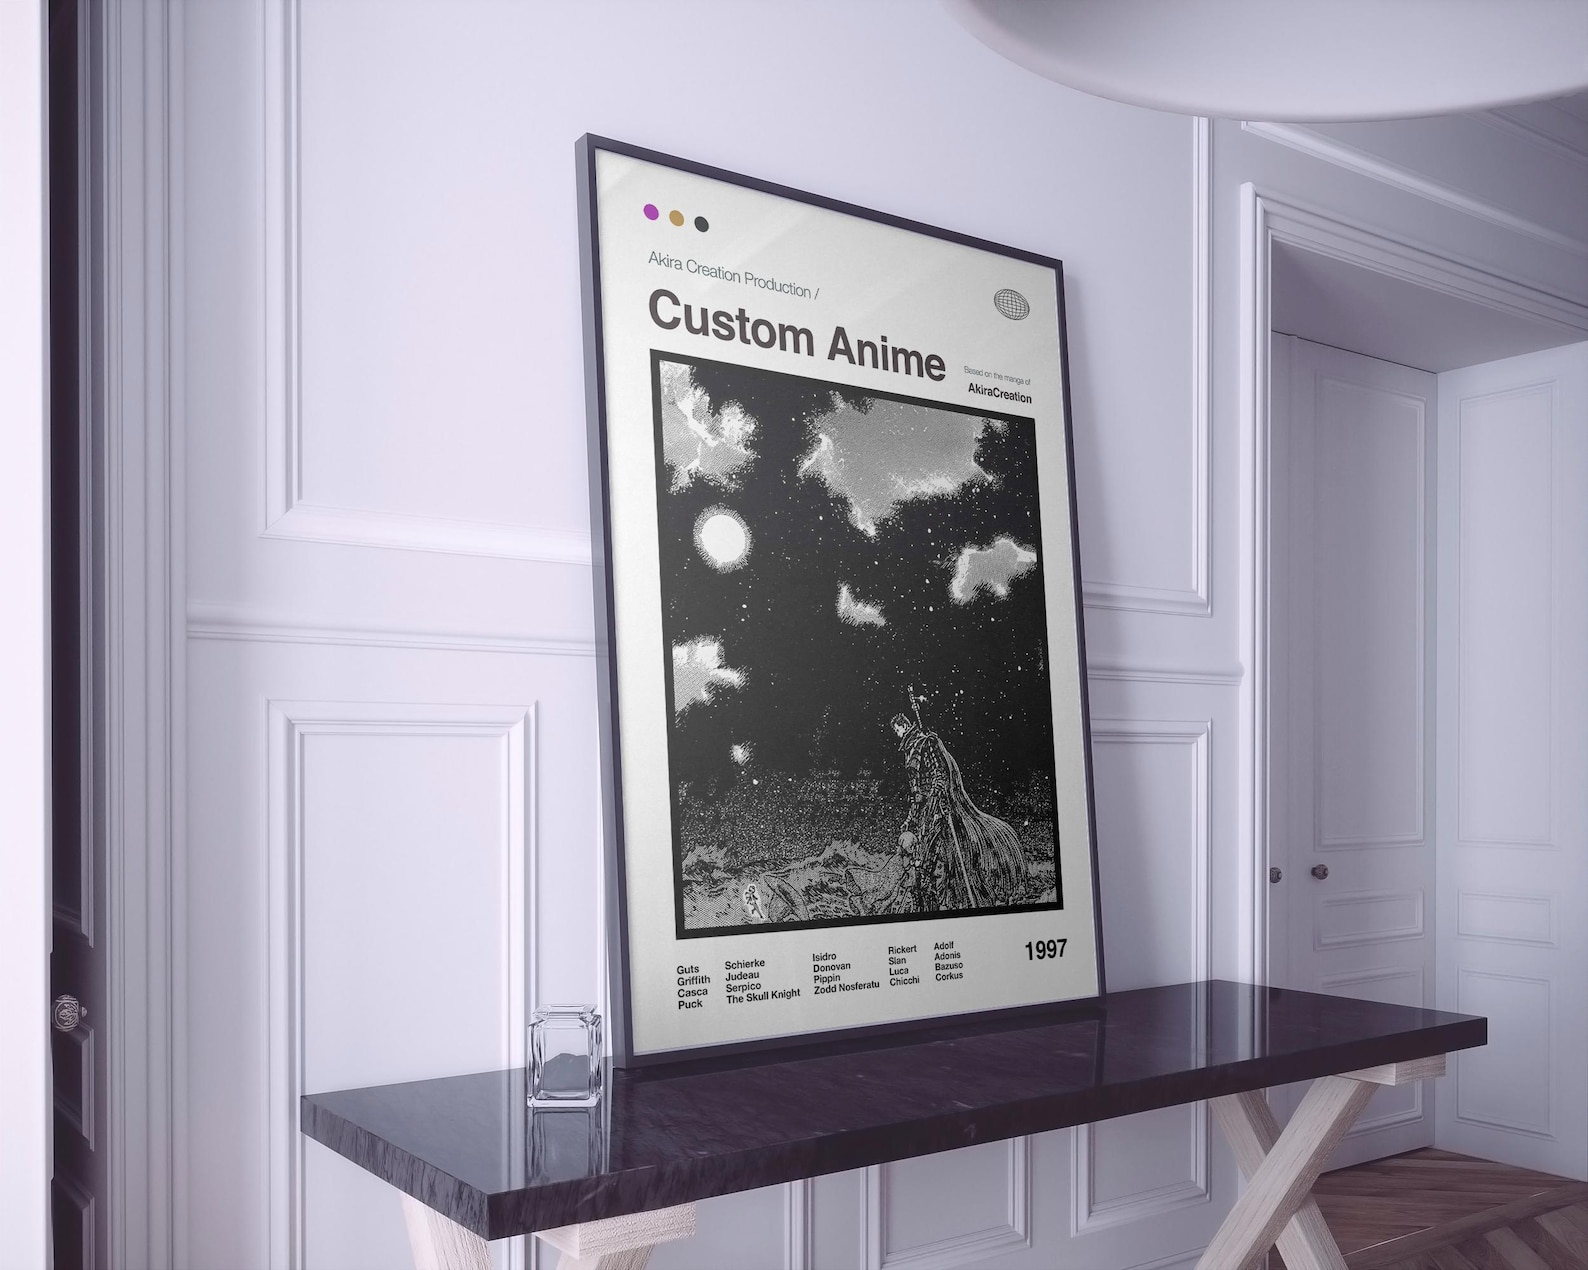 Akira Creation Production /
Custom Anime
Based on the manga of
AkiraCreation
Guts
Griffith
Casca
Puck
Schierke
Judeau
Serpico
The Skull Knight
Isidro
Donovan
Pippin
Zodd Nosferatu
Rickert
Slan
Luca
Chicchi
Adolf
Adonis
Bazuso
Corkus
1997